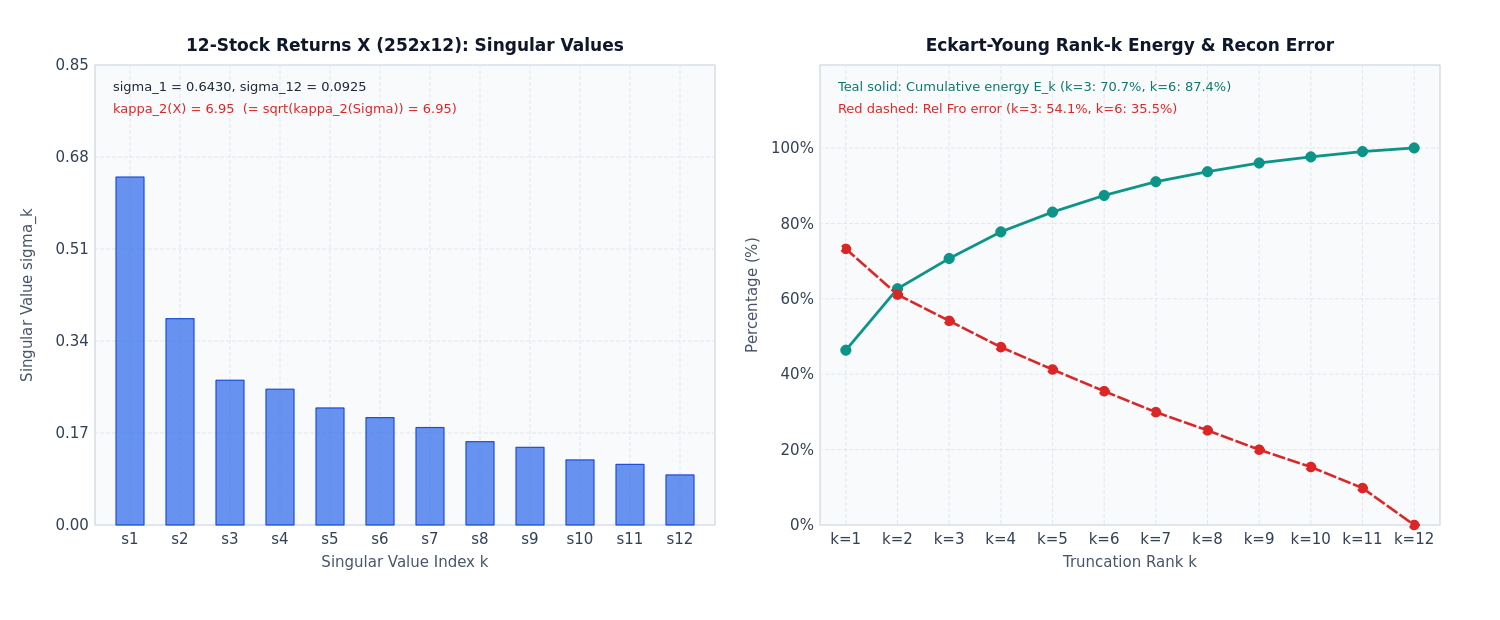 12-Stock Returns X (252x12): Singular Values
sigma_1 = 0.6430, sigma_12 = 0.0925
kappa_2(X) = 6.95  (= sqrt(kappa_2(Sigma)) = 6.95)
0.85
0.68
0.51
0.34
0.17
0.00
Singular Value sigma_k
s1 s2 s3 s4 s5 s6 s7 s8 s9 s10 s11 s12
Singular Value Index k
Eckart-Young Rank-k Energy & Recon Error
Teal solid: Cumulative energy E_k (k=3: 70.7%, k=6: 87.4%)
Red dashed: Rel Fro error (k=3: 54.1%, k=6: 35.5%)
100%
80%
60%
40%
20%
0%
Percentage (%)
k=1 k=2 k=3 k=4 k=5 k=6 k=7 k=8 k=9 k=10 k=11 k=12
Truncation Rank k